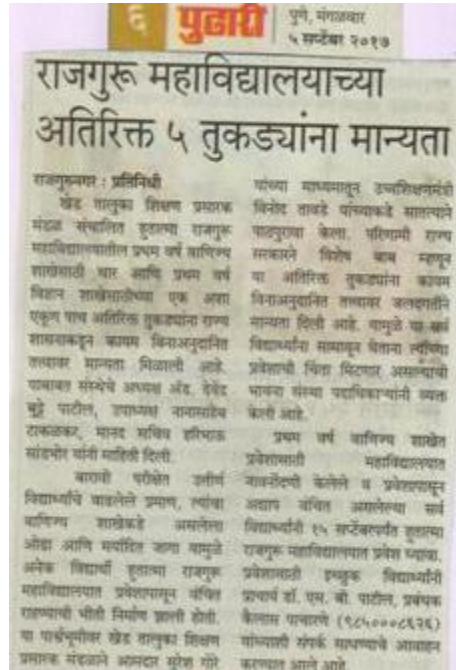 ६
पुढारी
पुणे, मंगळवार
५ सप्टेंबर २०१७
राजगुरू महाविद्यालयाच्या
अतिरिक्त ५ तुकड्यांना मान्यता
राजगुरुनगर : प्रतिनिधी
खेड तालुका शिक्षण प्रसारक
मंडळ संचालित हुतात्मा राजगुरू
महाविद्यालयातील प्रथम वर्ष वाणिज्य
शाखेसाठी चार आणि प्रथम वर्ष
विज्ञान शाखेसाठीच्या एक अशा
एकूण पाच अतिरिक्त तुकड्यांना राज्य
शासनाकडून कायम विनाअनुदानित
तत्त्वावर मान्यता मिळाली आहे.
याबाबत संस्थेचे अध्यक्ष अॅड. देवेंद्र
बुट्टे पाटील, उपाध्यक्ष नानासाहेब
टाकळकर, मानद सचिव हरिभाऊ
सांडभोर यांनी माहिती दिली.
बारावी परीक्षेत उत्तीर्ण
विद्यार्थ्यांचे वाढलेले प्रमाण, त्यांचा
वाणिज्य शाखेकडे असलेला
ओढा आणि मर्यादित जागा यामुळे
अनेक विद्यार्थी हुतात्मा राजगुरू
महाविद्यालयात प्रवेशापासून वंचित
राहण्याची भीती निर्माण झाली होती.
या पार्श्वभूमीवर खेड तालुका शिक्षण
प्रसारक मंडळाने आमदार सुरेश गोरे
यांच्या माध्यमातून उच्चशिक्षणमंत्री
विनोद तावडे यांच्याकडे सातत्याने
पाठपुरावा केला. परिणामी राज्य
सरकारने विशेष बाब म्हणून
या अतिरिक्त तुकड्यांना कायम
विनाअनुदानित तत्त्वावर जलदगतीने
मान्यता दिली आहे. यामुळे या सर्व
विद्यार्थ्यांना सामावून घेताना त्यांच्या
प्रवेशाची चिंता मिटणार असल्याची
भावना संस्था पदाधिकाऱ्यांनी व्यक्त
केली आहे.
प्रथम वर्ष वाणिज्य शाखेत
प्रवेशासाठी महाविद्यालयात
नावनोंदणी केलेले व प्रवेशापासून
अद्याप वंचित असलेल्या सर्व
विद्यार्थ्यांनी १५ सप्टेंबरपर्यंत हुतात्मा
राजगुरू महाविद्यालयात प्रवेश घ्यावा.
प्रवेशासाठी इच्छुक विद्यार्थ्यांनी
प्राचार्य डॉ. एस. बी. पाटील, प्रबंधक
कैलास पाचारणे (९८५०००८६२६)
यांच्याशी संपर्क साधण्याचे आवाहन
करण्यात आले आहे.